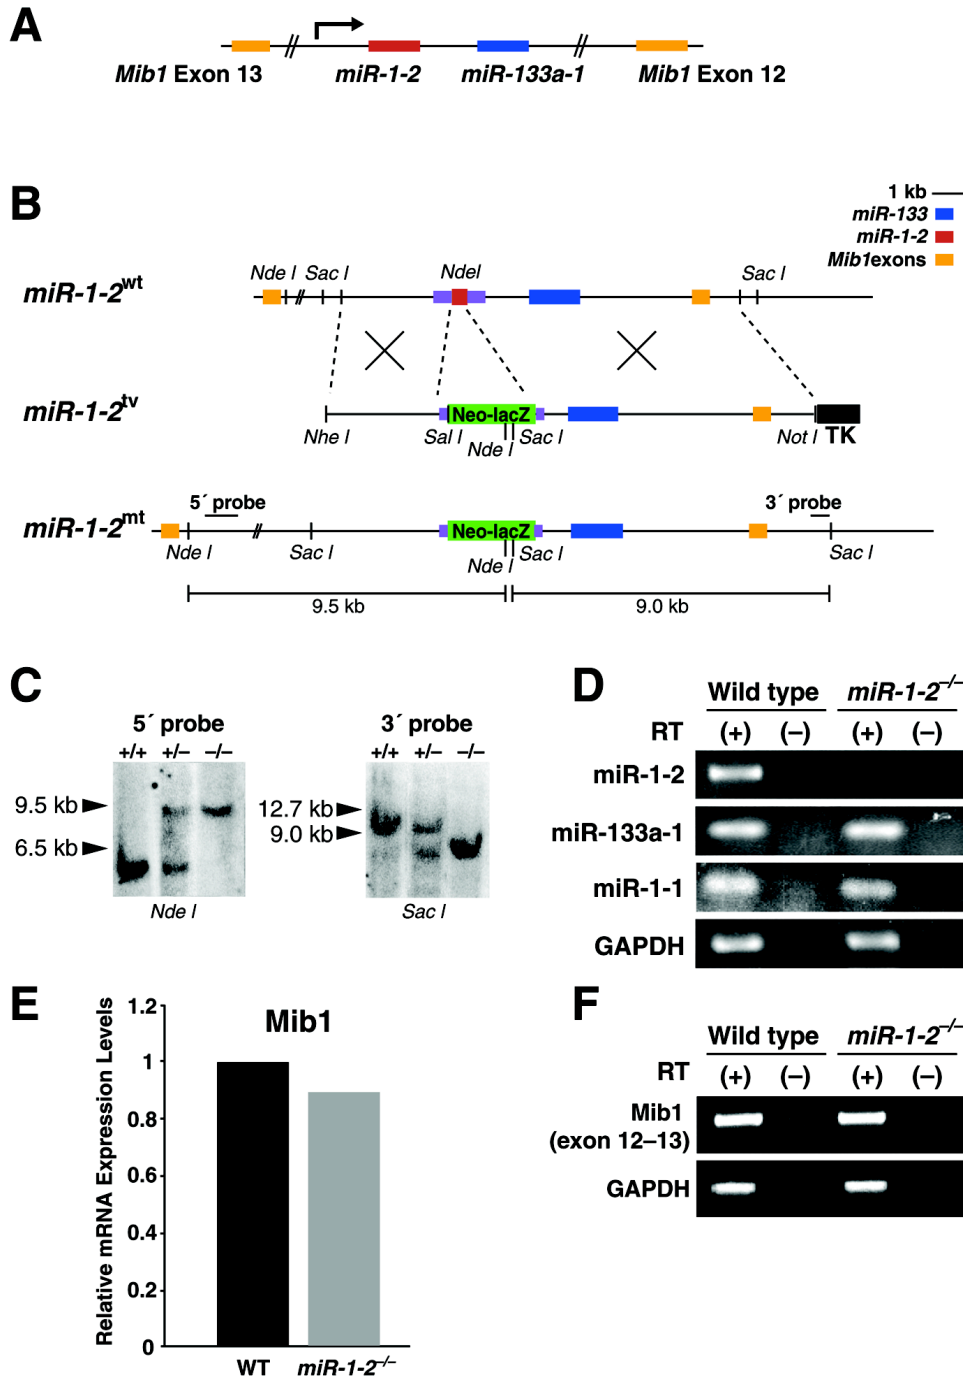 A
Mib1 Exon 13
miR-1-2
miR-133a-1
Mib1 Exon 12
B
1 kb
miR-133
miR-1-2
Mib1exons
miR-1-2wt
Nde I
Sac I
NdeI
Sac I
miR-1-2tv
Neo-lacZ
Nhe I
Sal I
Nde I
Sac I
Not I
TK
miR-1-2mt
5´ probe
3´ probe
Neo-lacZ
Nde I
Sac I
Nde I
Sac I
Sac I
9.5 kb
9.0 kb
C
5´ probe
+/+ +/– –/–
9.5 kb
6.5 kb
Nde I
3´ probe
+/+ +/– –/–
12.7 kb
9.0 kb
Sac I
D
Wild type
miR-1-2–/–
RT (+) (–) (+) (–)
miR-1-2
miR-133a-1
miR-1-1
GAPDH
E
Mib1
Relative mRNA Expression Levels
1.2
1
0.8
0.6
0.4
0.2
0
WT
miR-1-2–/–
F
Wild type
miR-1-2–/–
RT (+) (–) (+) (–)
Mib1
(exon 12–13)
GAPDH